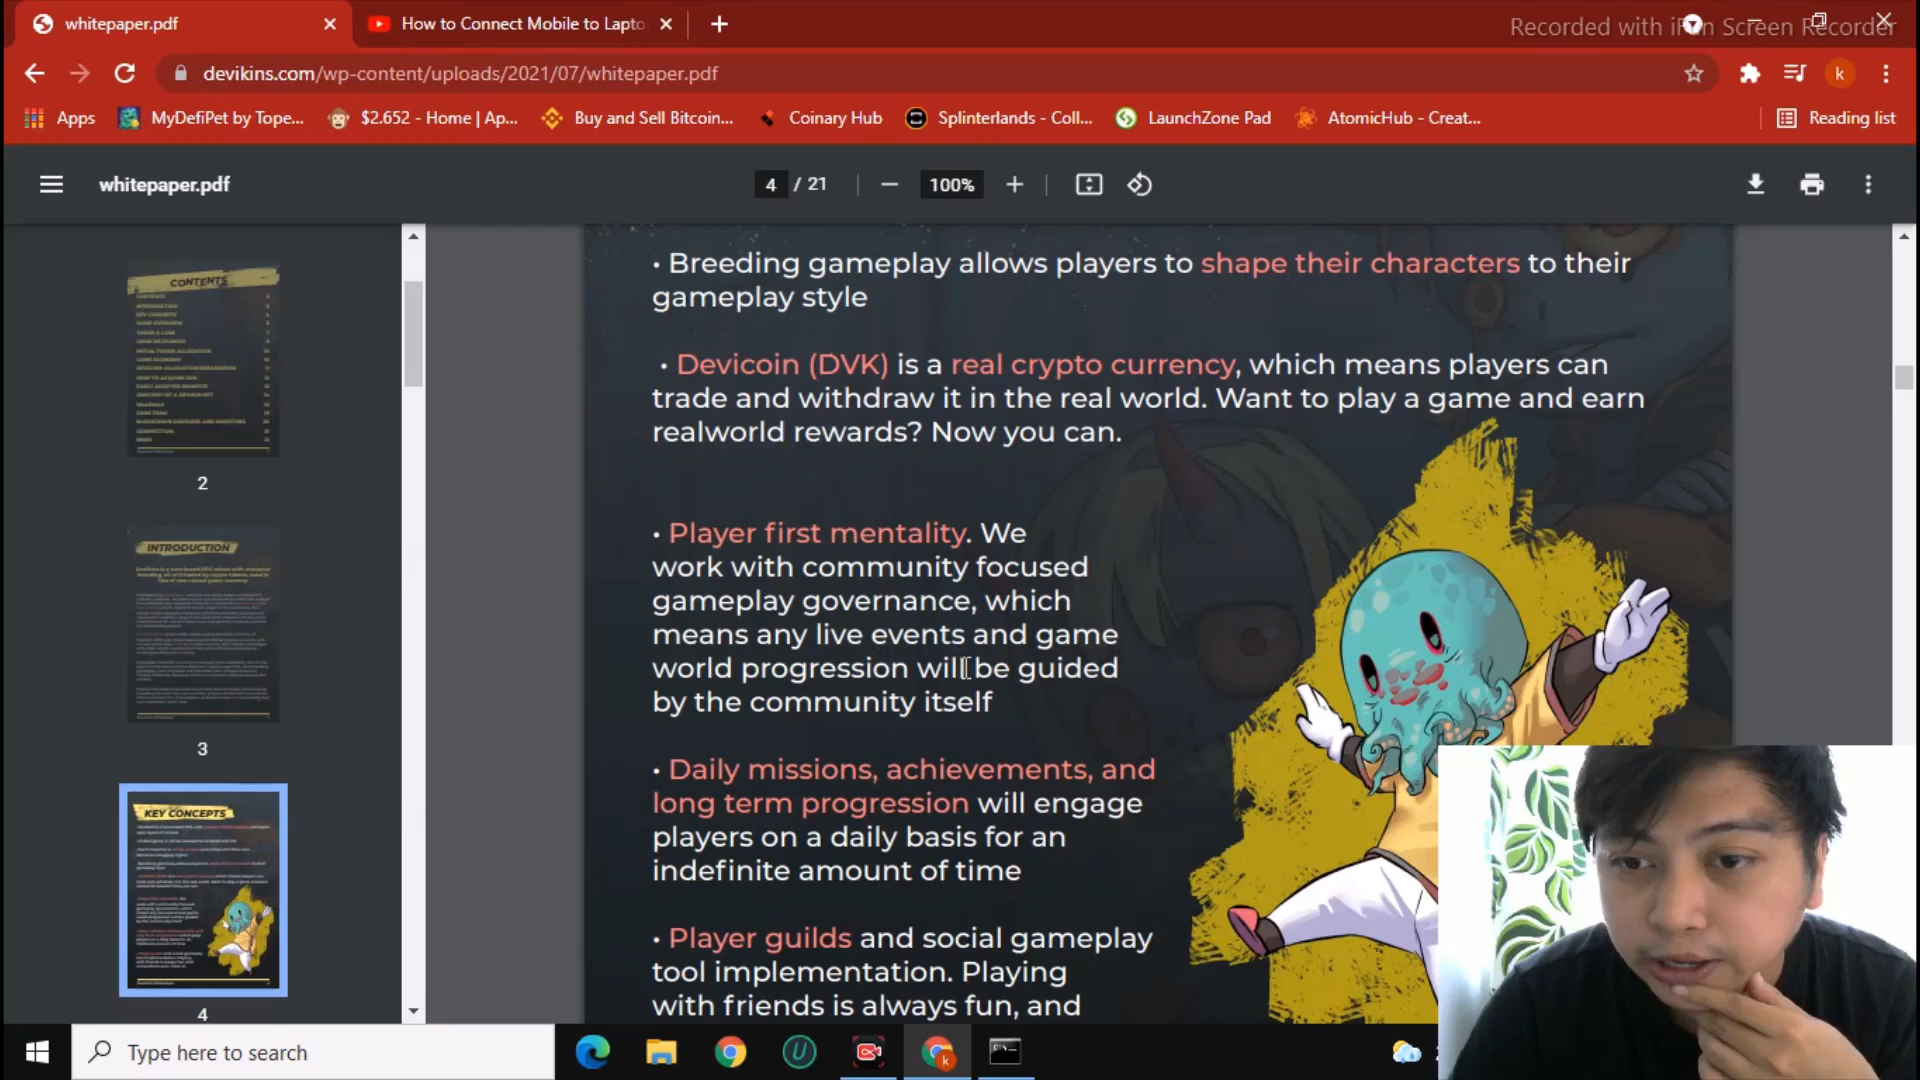 whitepaper.pdf
How to Connect Mobile to Lapto
Recorded with iFun Screen Recorder
devikins.com/wp-content/uploads/2021/07/whitepaper.pdf
k
Apps
MyDefiPet by Tope...
$2.652 - Home | Ap...
Buy and Sell Bitcoin...
Coinary Hub
Splinterlands - Coll...
LaunchZone Pad
AtomicHub - Creat...
Reading list
whitepaper.pdf
4 / 21
100%
CONTENTS
2
INTRODUCTION
3
KEY CONCEPTS
4
• Breeding gameplay allows players to shape their characters to their
gameplay style
• Devicoin (DVK) is a real crypto currency, which means players can
trade and withdraw it in the real world. Want to play a game and earn
realworld rewards? Now you can.
• Player first mentality. We
work with community focused
gameplay governance, which
means any live events and game
world progression will be guided
by the community itself
• Daily missions, achievements, and
long term progression will engage
players on a daily basis for an
indefinite amount of time
• Player guilds and social gameplay
tool implementation. Playing
with friends is always fun, and
Type here to search